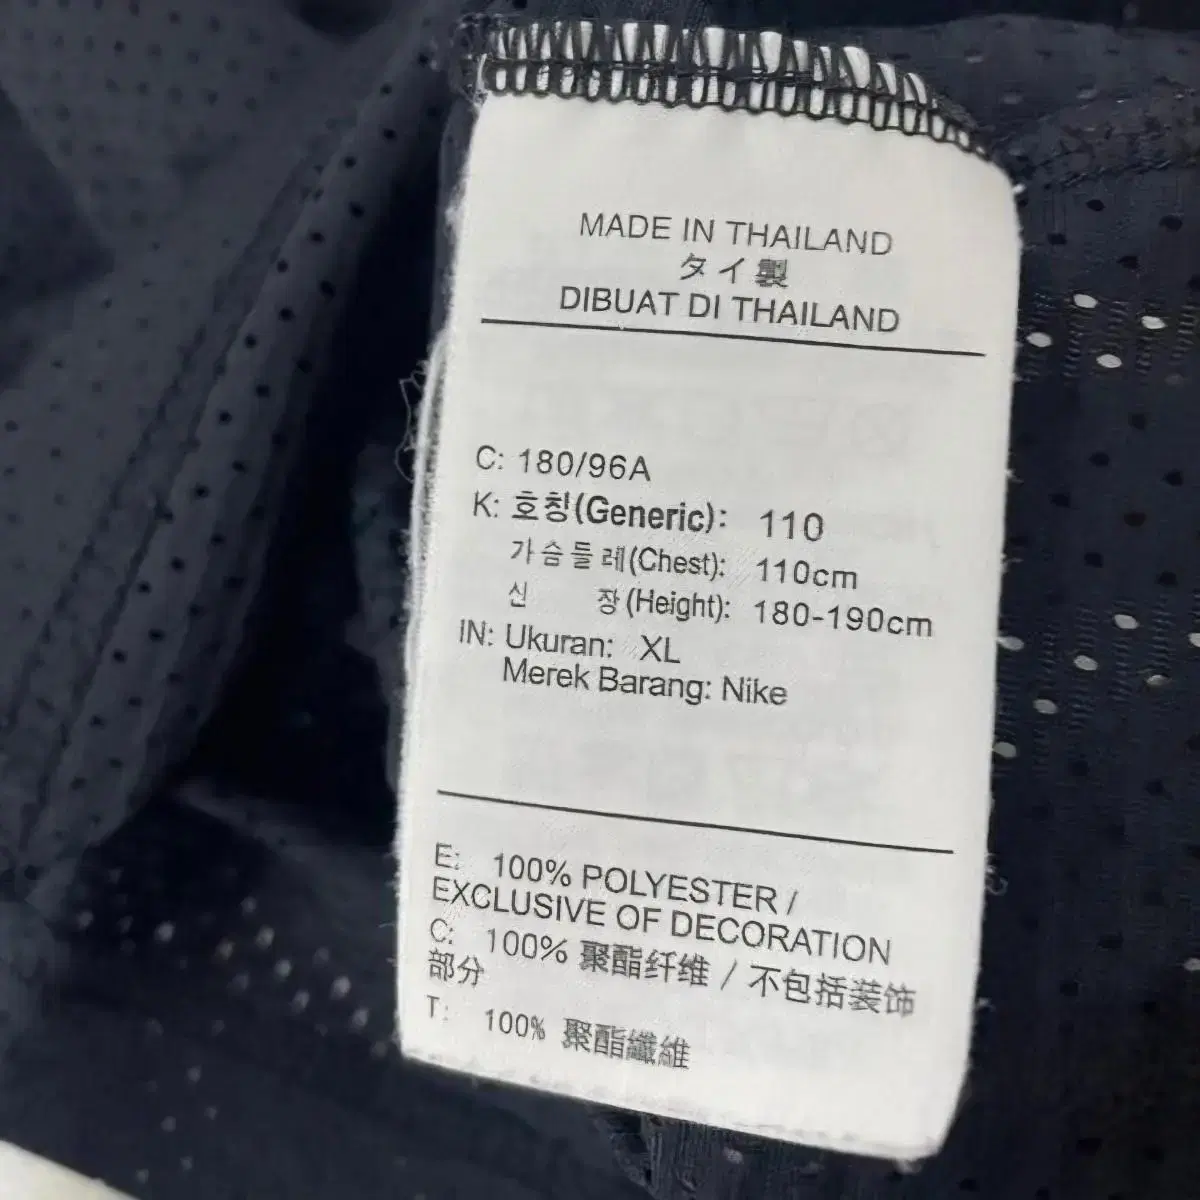 MADE IN THAILAND
タイ製
DIBUAT DI THAILAND
C: 180/96A
K: 호칭(Generic): 110
가슴둘레(Chest): 110cm
신 장(Height): 180-190cm
IN: Ukuran: XL
Merek Barang: Nike
E: 100% POLYESTER /
EXCLUSIVE OF DECORATION
C: 100% 聚酯纤维 / 不包括装饰
部分
T: 100% 聚酯纖維